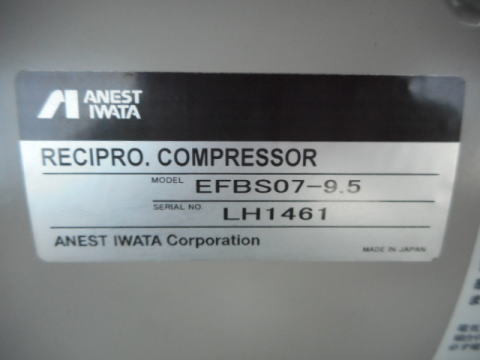 ANEST
IWATA
RECIPRO. COMPRESSOR
MODEL EFBS07-9.5
SERIAL NO. LH1461
ANEST IWATA Corporation
MADE IN JAPAN